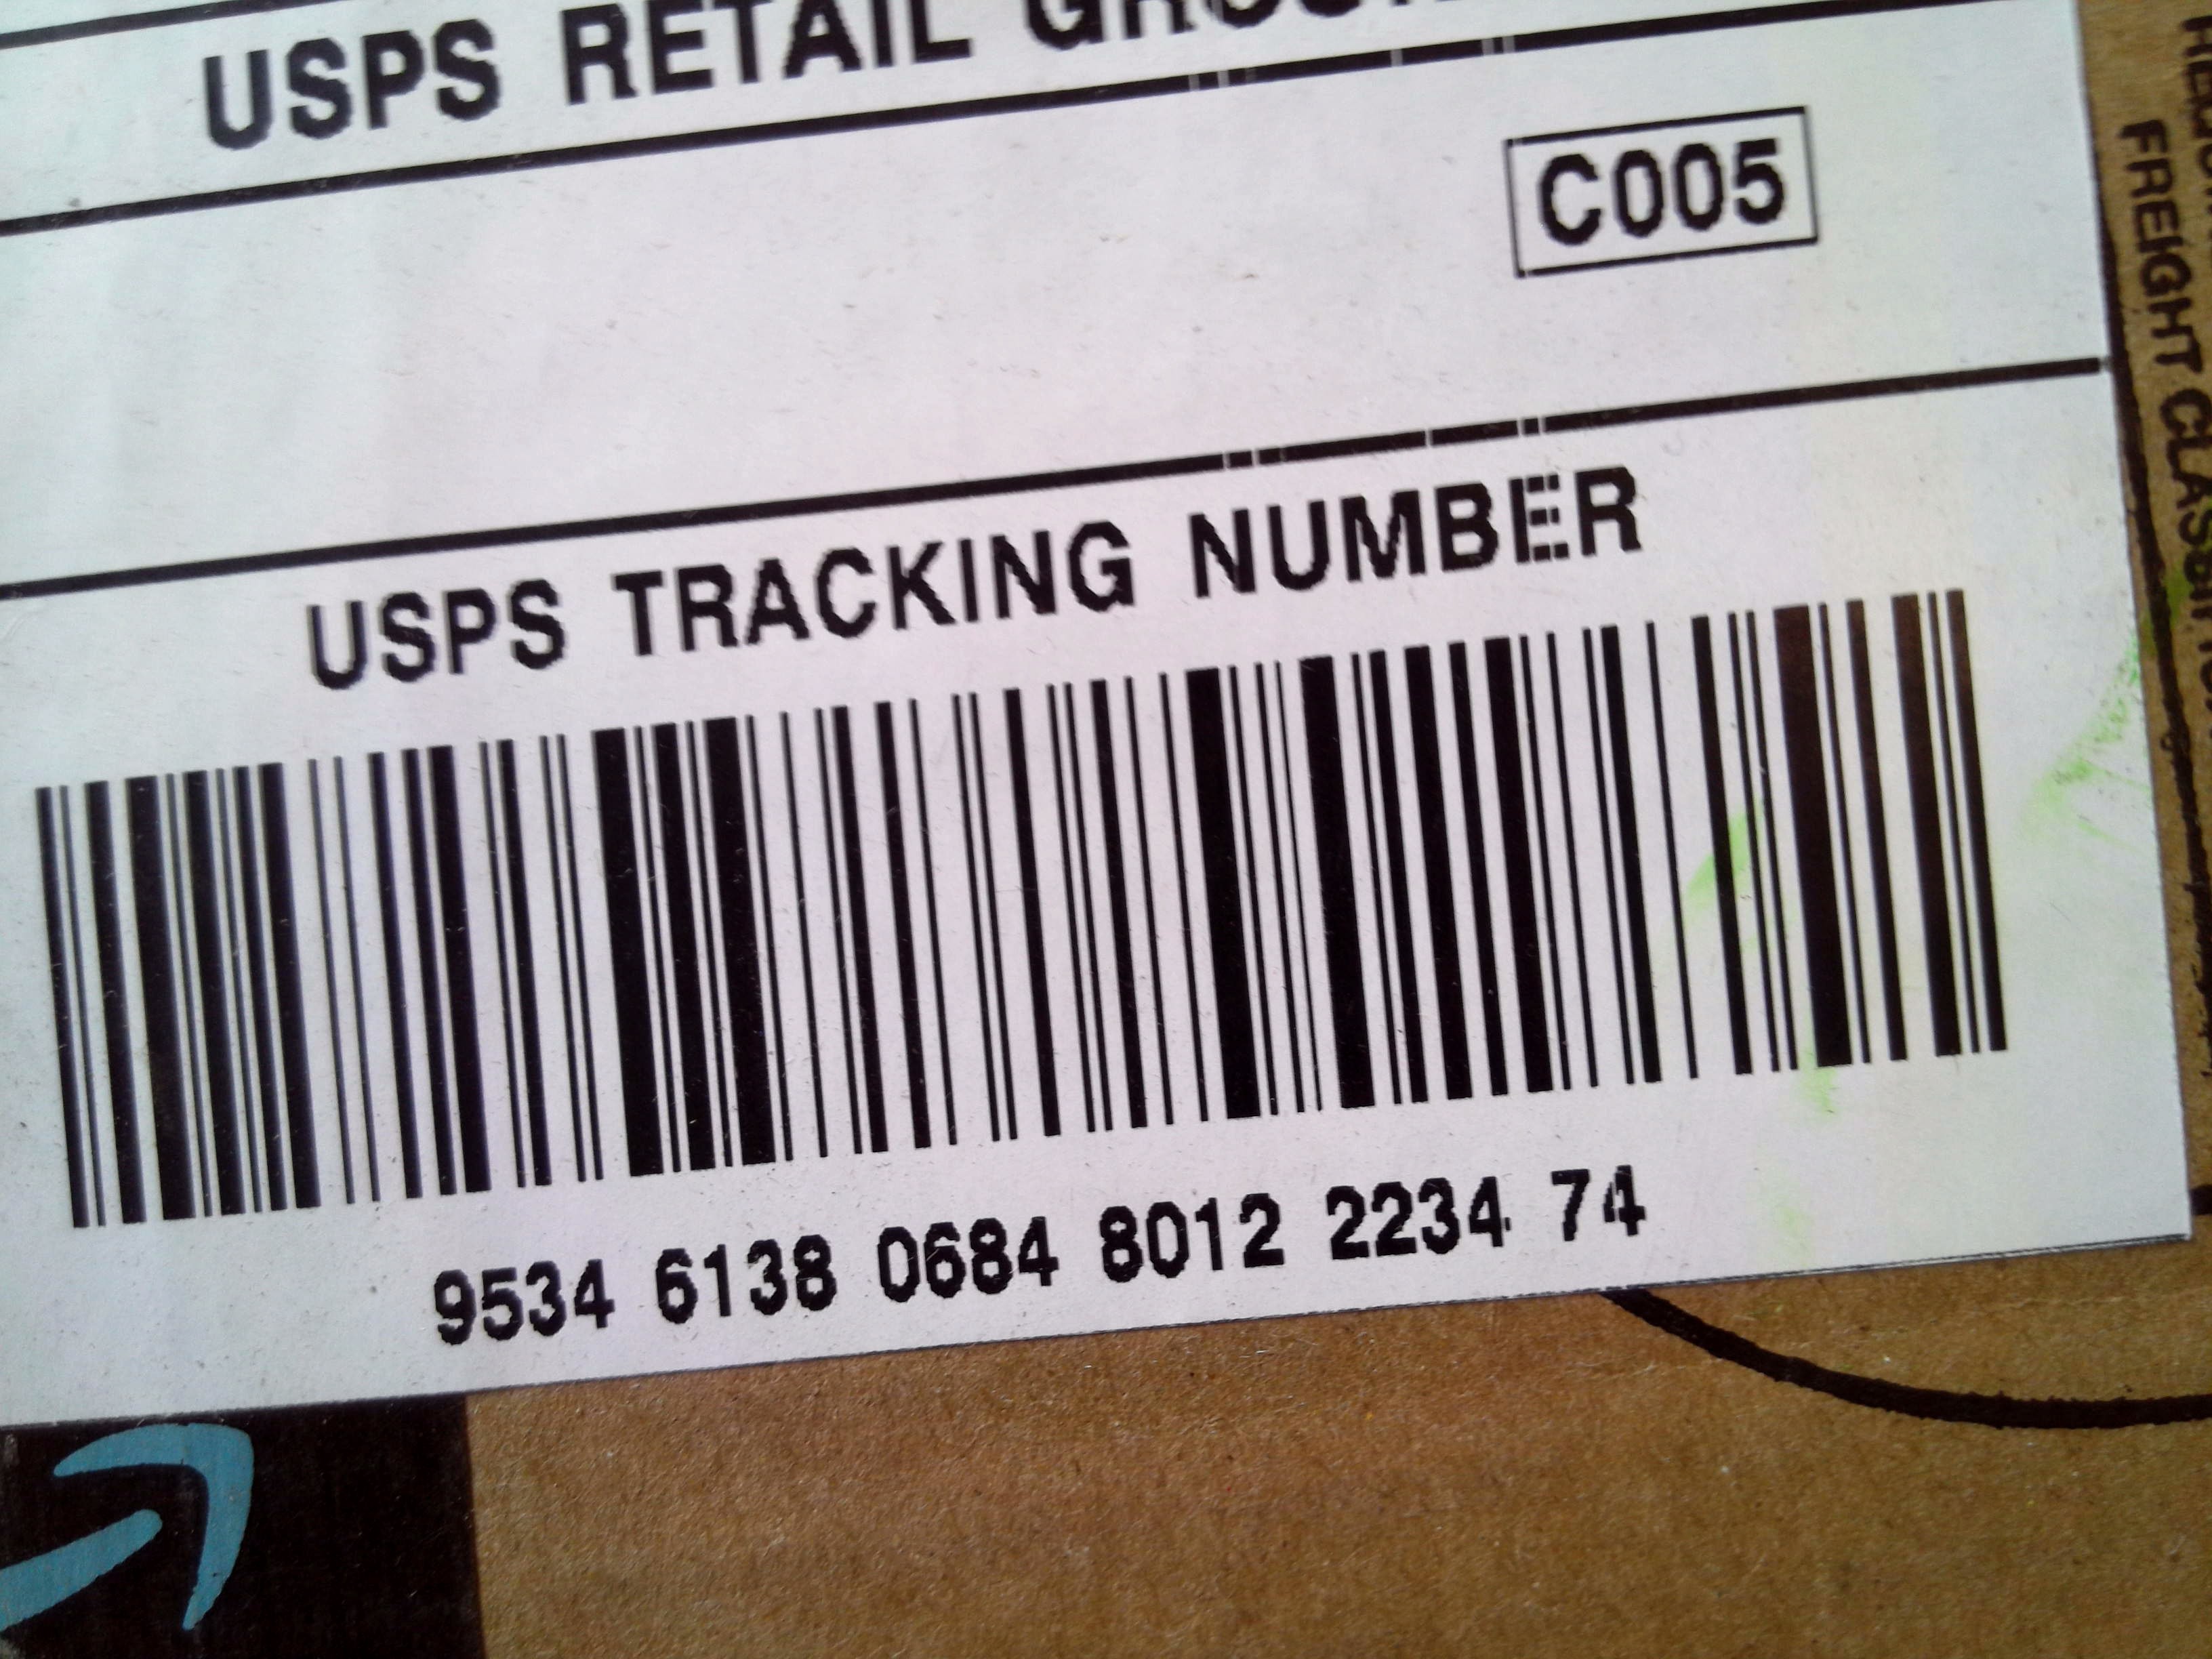 USPS RETAIL
C005
USPS TRACKING NUMBER
9534 6138 0684 8012 2234 74
FREIGHT